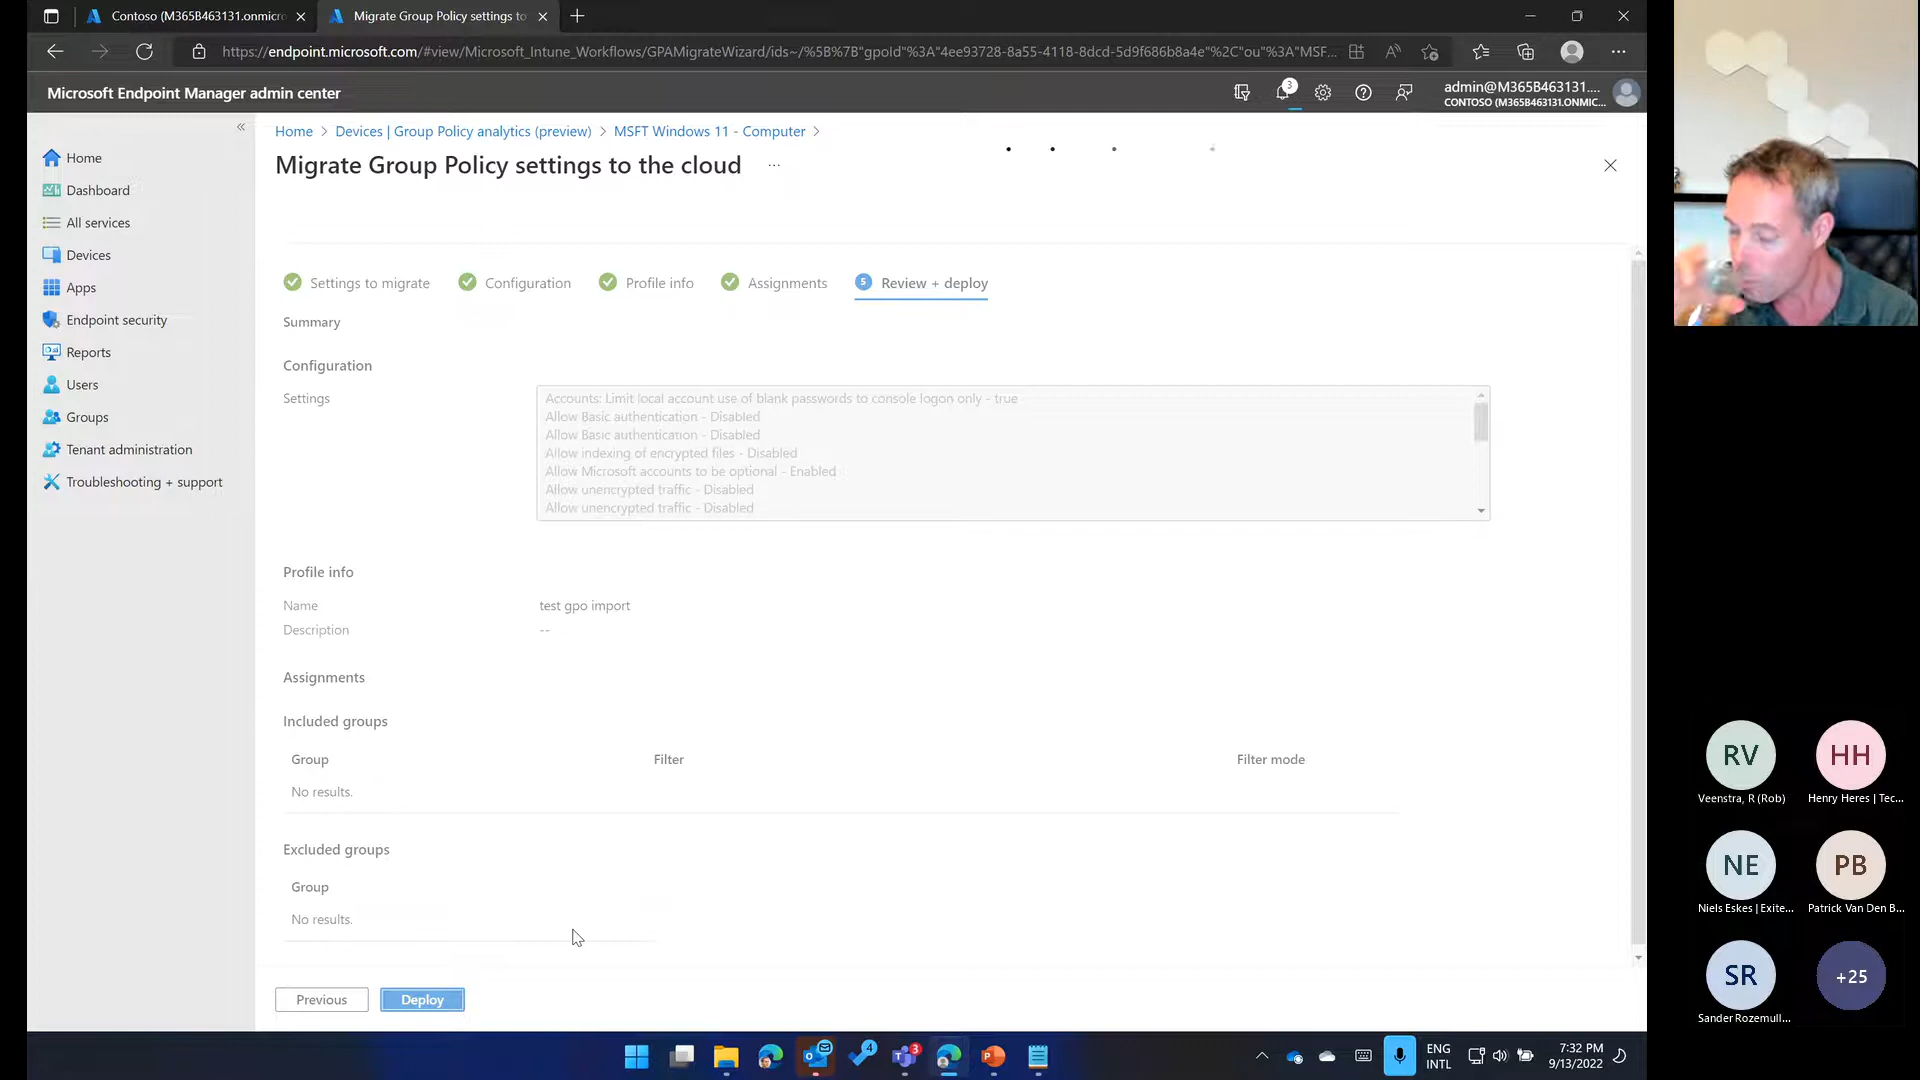 Contoso (M365B463131.onmicro
Migrate Group Policy settings to
https://endpoint.microsoft.com/#view/Microsoft_Intune_Workflows/GPAMigrateWizard/ids~/%5B%7B"gpoId"%3A"4ee93728-8a55-4118-8dcd-5d9f686b8a4e"%2C"ou"%3A"MSF...
Microsoft Endpoint Manager admin center
3
admin@M365B463131....
CONTOSO (M365B463131.ONMIC...
Home > Devices | Group Policy analytics (preview) > MSFT Windows 11 - Computer >
Migrate Group Policy settings to the cloud ...
Home
Dashboard
All services
Devices
Apps
Endpoint security
Reports
Users
Groups
Tenant administration
Troubleshooting + support
Settings to migrate
Configuration
Profile info
Assignments
5 Review + deploy
Summary
Configuration
Settings
Accounts: Limit local account use of blank passwords to console logon only - true
Allow Basic authentication - Disabled
Allow Basic authentication - Disabled
Allow indexing of encrypted files - Disabled
Allow Microsoft accounts to be optional - Enabled
Allow unencrypted traffic - Disabled
Allow unencrypted traffic - Disabled
Profile info
Name test gpo import
Description --
Assignments
Included groups
Group Filter Filter mode
No results.
Excluded groups
Group
No results.
Previous Deploy
RV
Veenstra, R (Rob)
HH
Henry Heres | Tec...
NE
Niels Eskes | Exite...
PB
Patrick Van Den B...
SR
Sander Rozemull...
+25
4
3
ENG
INTL
7:32 PM
9/13/2022